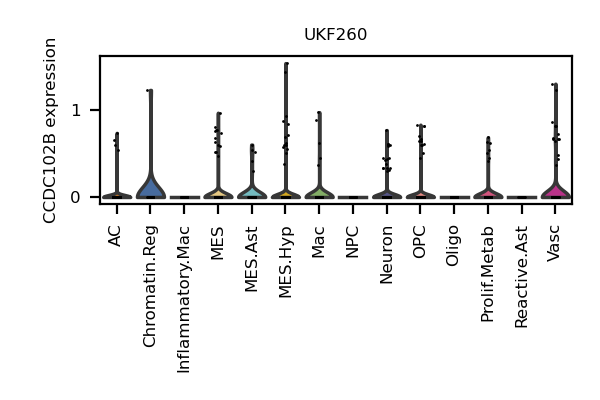 UKF260
CCDC102B expression
1
0
AC
Chromatin.Reg
Inflammatory.Mac
MES
MES.Ast
MES.Hyp
Mac
NPC
Neuron
OPC
Oligo
Prolif.Metab
Reactive.Ast
Vasc